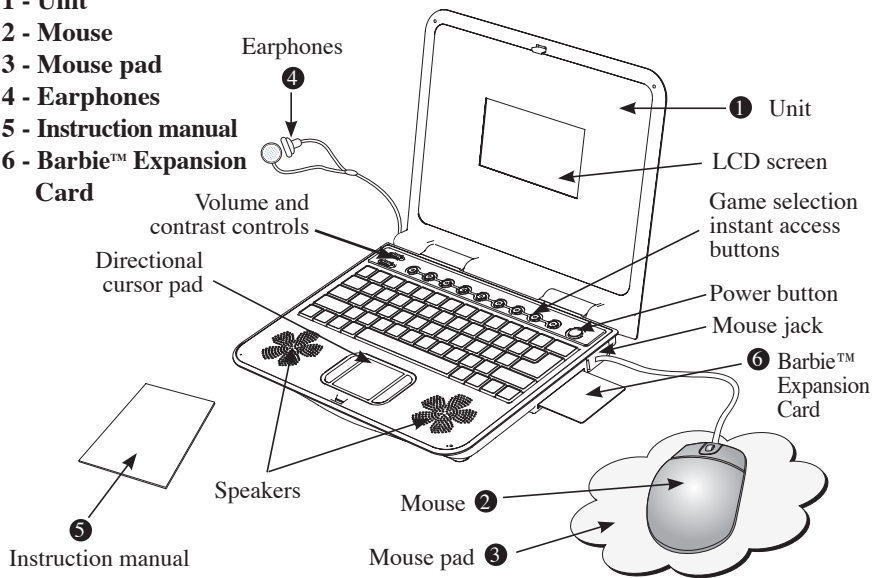 1 - Unit
2 - Mouse
3 - Mouse pad
4 - Earphones
5 - Instruction manual
6 - Barbie™ Expansion
Card
Earphones
4
1 Unit
LCD screen
Game selection
instant access
buttons
Volume and
contrast controls
Directional
cursor pad
Power button
Mouse jack
6 Barbie™
Expansion
Card
Speakers
Mouse 2
5
Instruction manual
Mouse pad 3